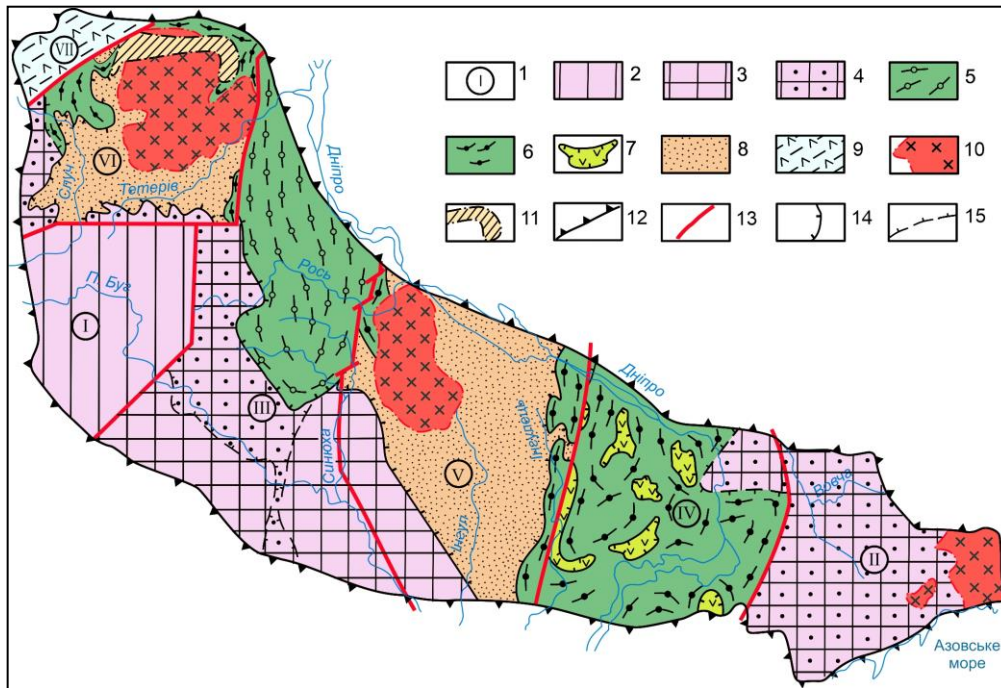 VII
I
1
2
3
4
5
VI
Случ
Тетерів
Дніпро
6
7
8
9
10
11
12
13
14
15
Рось
П. Буг
I
III
Дніпро
Синюха
Інгулець
V
Інгул
IV
Вовча
II
Азовське
море